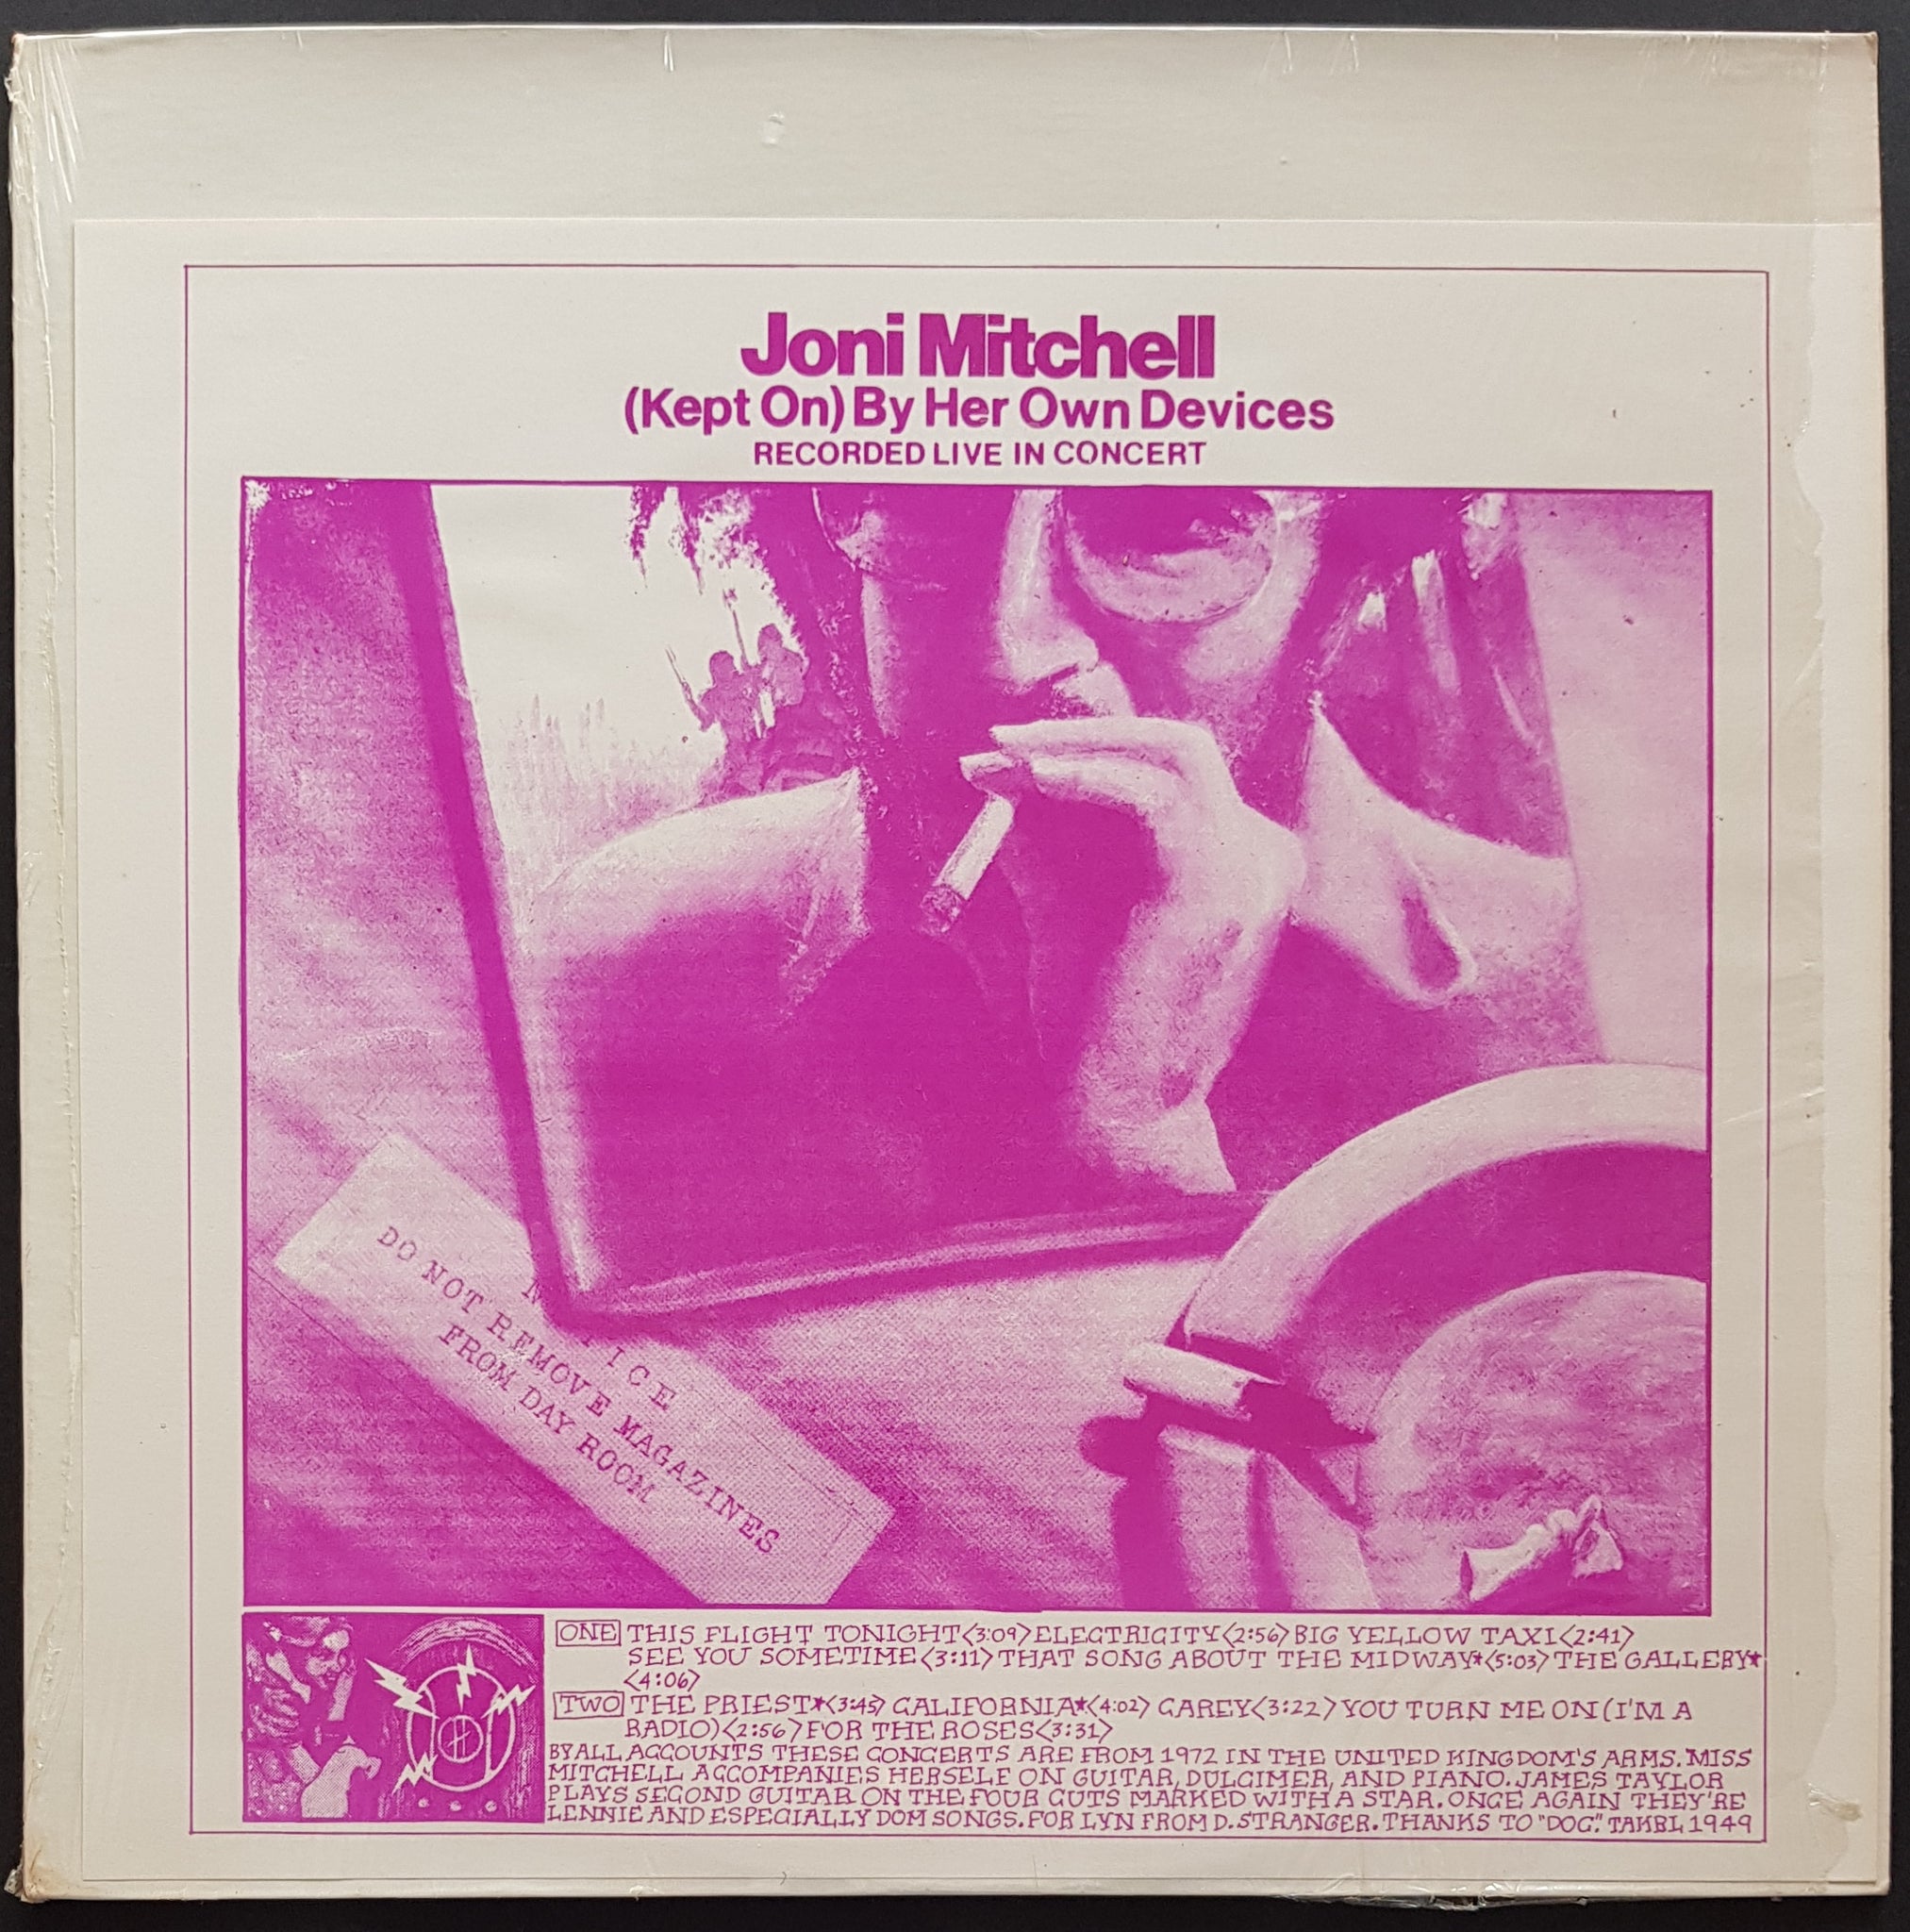 Joni Mitchell
(Kept On) By Her Own Devices
RECORDED LIVE IN CONCERT
NOTICE
DO NOT REMOVE MAGAZINES
FROM DAY ROOM
ONE THIS FLIGHT TONIGHT<3:09>ELECTRICITY<2:56>BIG YELLOW TAXI<2:41>
SEE YOU SOMETIME<3:11>THAT SONG ABOUT THE MIDWAY*<5:03>THE GALLERY*
<4:06>
TWO THE PRIEST*<3:45> CALIFORNIA*<4:02> CAREY<3:22>YOU TURN ME ON(I'M A
RADIO)<2:56>FOR THE ROSES<3:31>
BY ALL ACCOUNTS THESE CONCERTS ARE FROM 1972 IN THE UNITED KINGDOM'S ARMS. MISS
MITCHELL ACCOMPANIES HERSELF ON GUITAR, DULCIMER, AND PIANO. JAMES TAYLOR
PLAYS SECOND GUITAR ON THE FOUR CUTS MARKED WITH A STAR. ONCE AGAIN THEY'RE
LENNIE AND ESPECIALLY DOM SONGS. FOR LYN FROM D. STRANGER. THANKS TO "DOG". TAKRL 1949